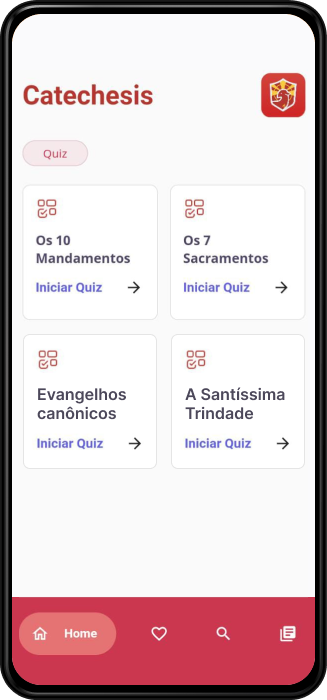 Catechesis
Quiz
Os 10
Mandamentos
Iniciar Quiz
Os 7
Sacramentos
Iniciar Quiz
Evangelhos
canônicos
Iniciar Quiz
A Santíssima
Trindade
Iniciar Quiz
Home